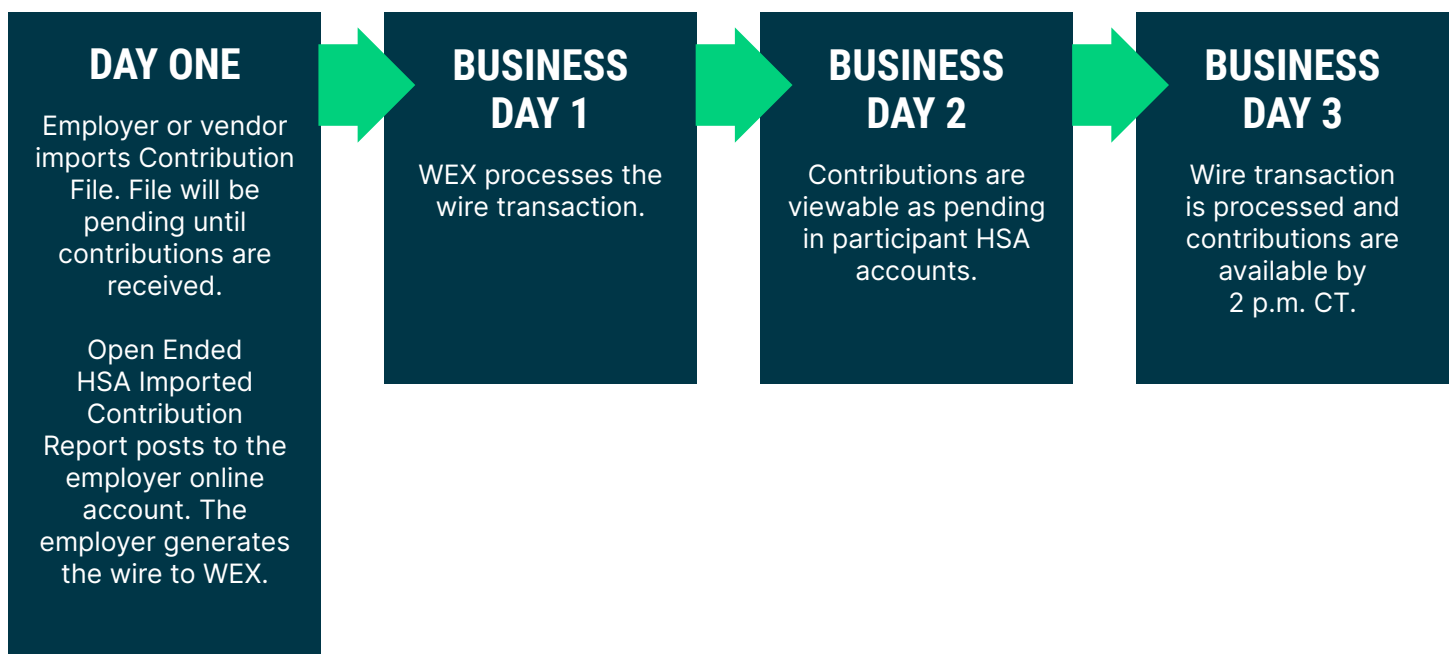 DAY ONE
Employer or vendor
imports Contribution
File. File will be
pending until
contributions are
received.
Open Ended
HSA Imported
Contribution
Report posts to the
employer online
account. The
employer generates
the wire to WEX.
BUSINESS
DAY 1
WEX processes the
wire transaction.
BUSINESS
DAY 2
Contributions are
viewable as pending
in participant HSA
accounts.
BUSINESS
DAY 3
Wire transaction
is processed and
contributions are
available by
2 p.m. CT.